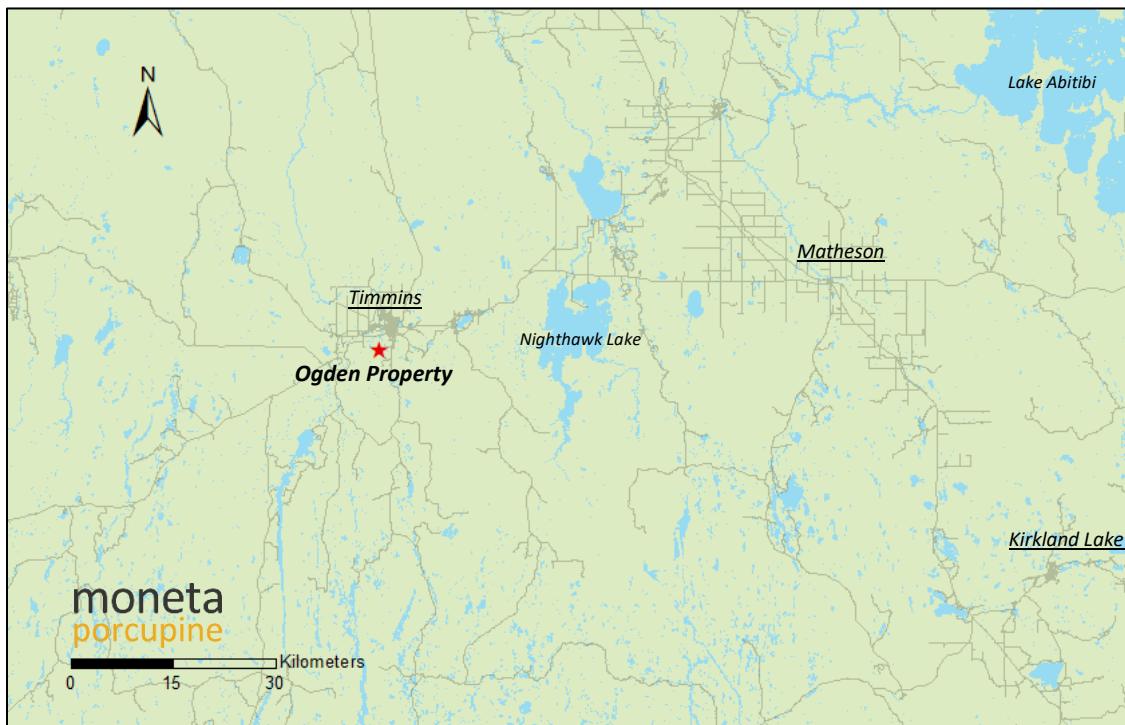 N
Lake Abitibi
Matheson
Timmins
Nighthawk Lake
Ogden Property
Kirkland Lake
moneta
porcupine
Kilometers
0 15 30